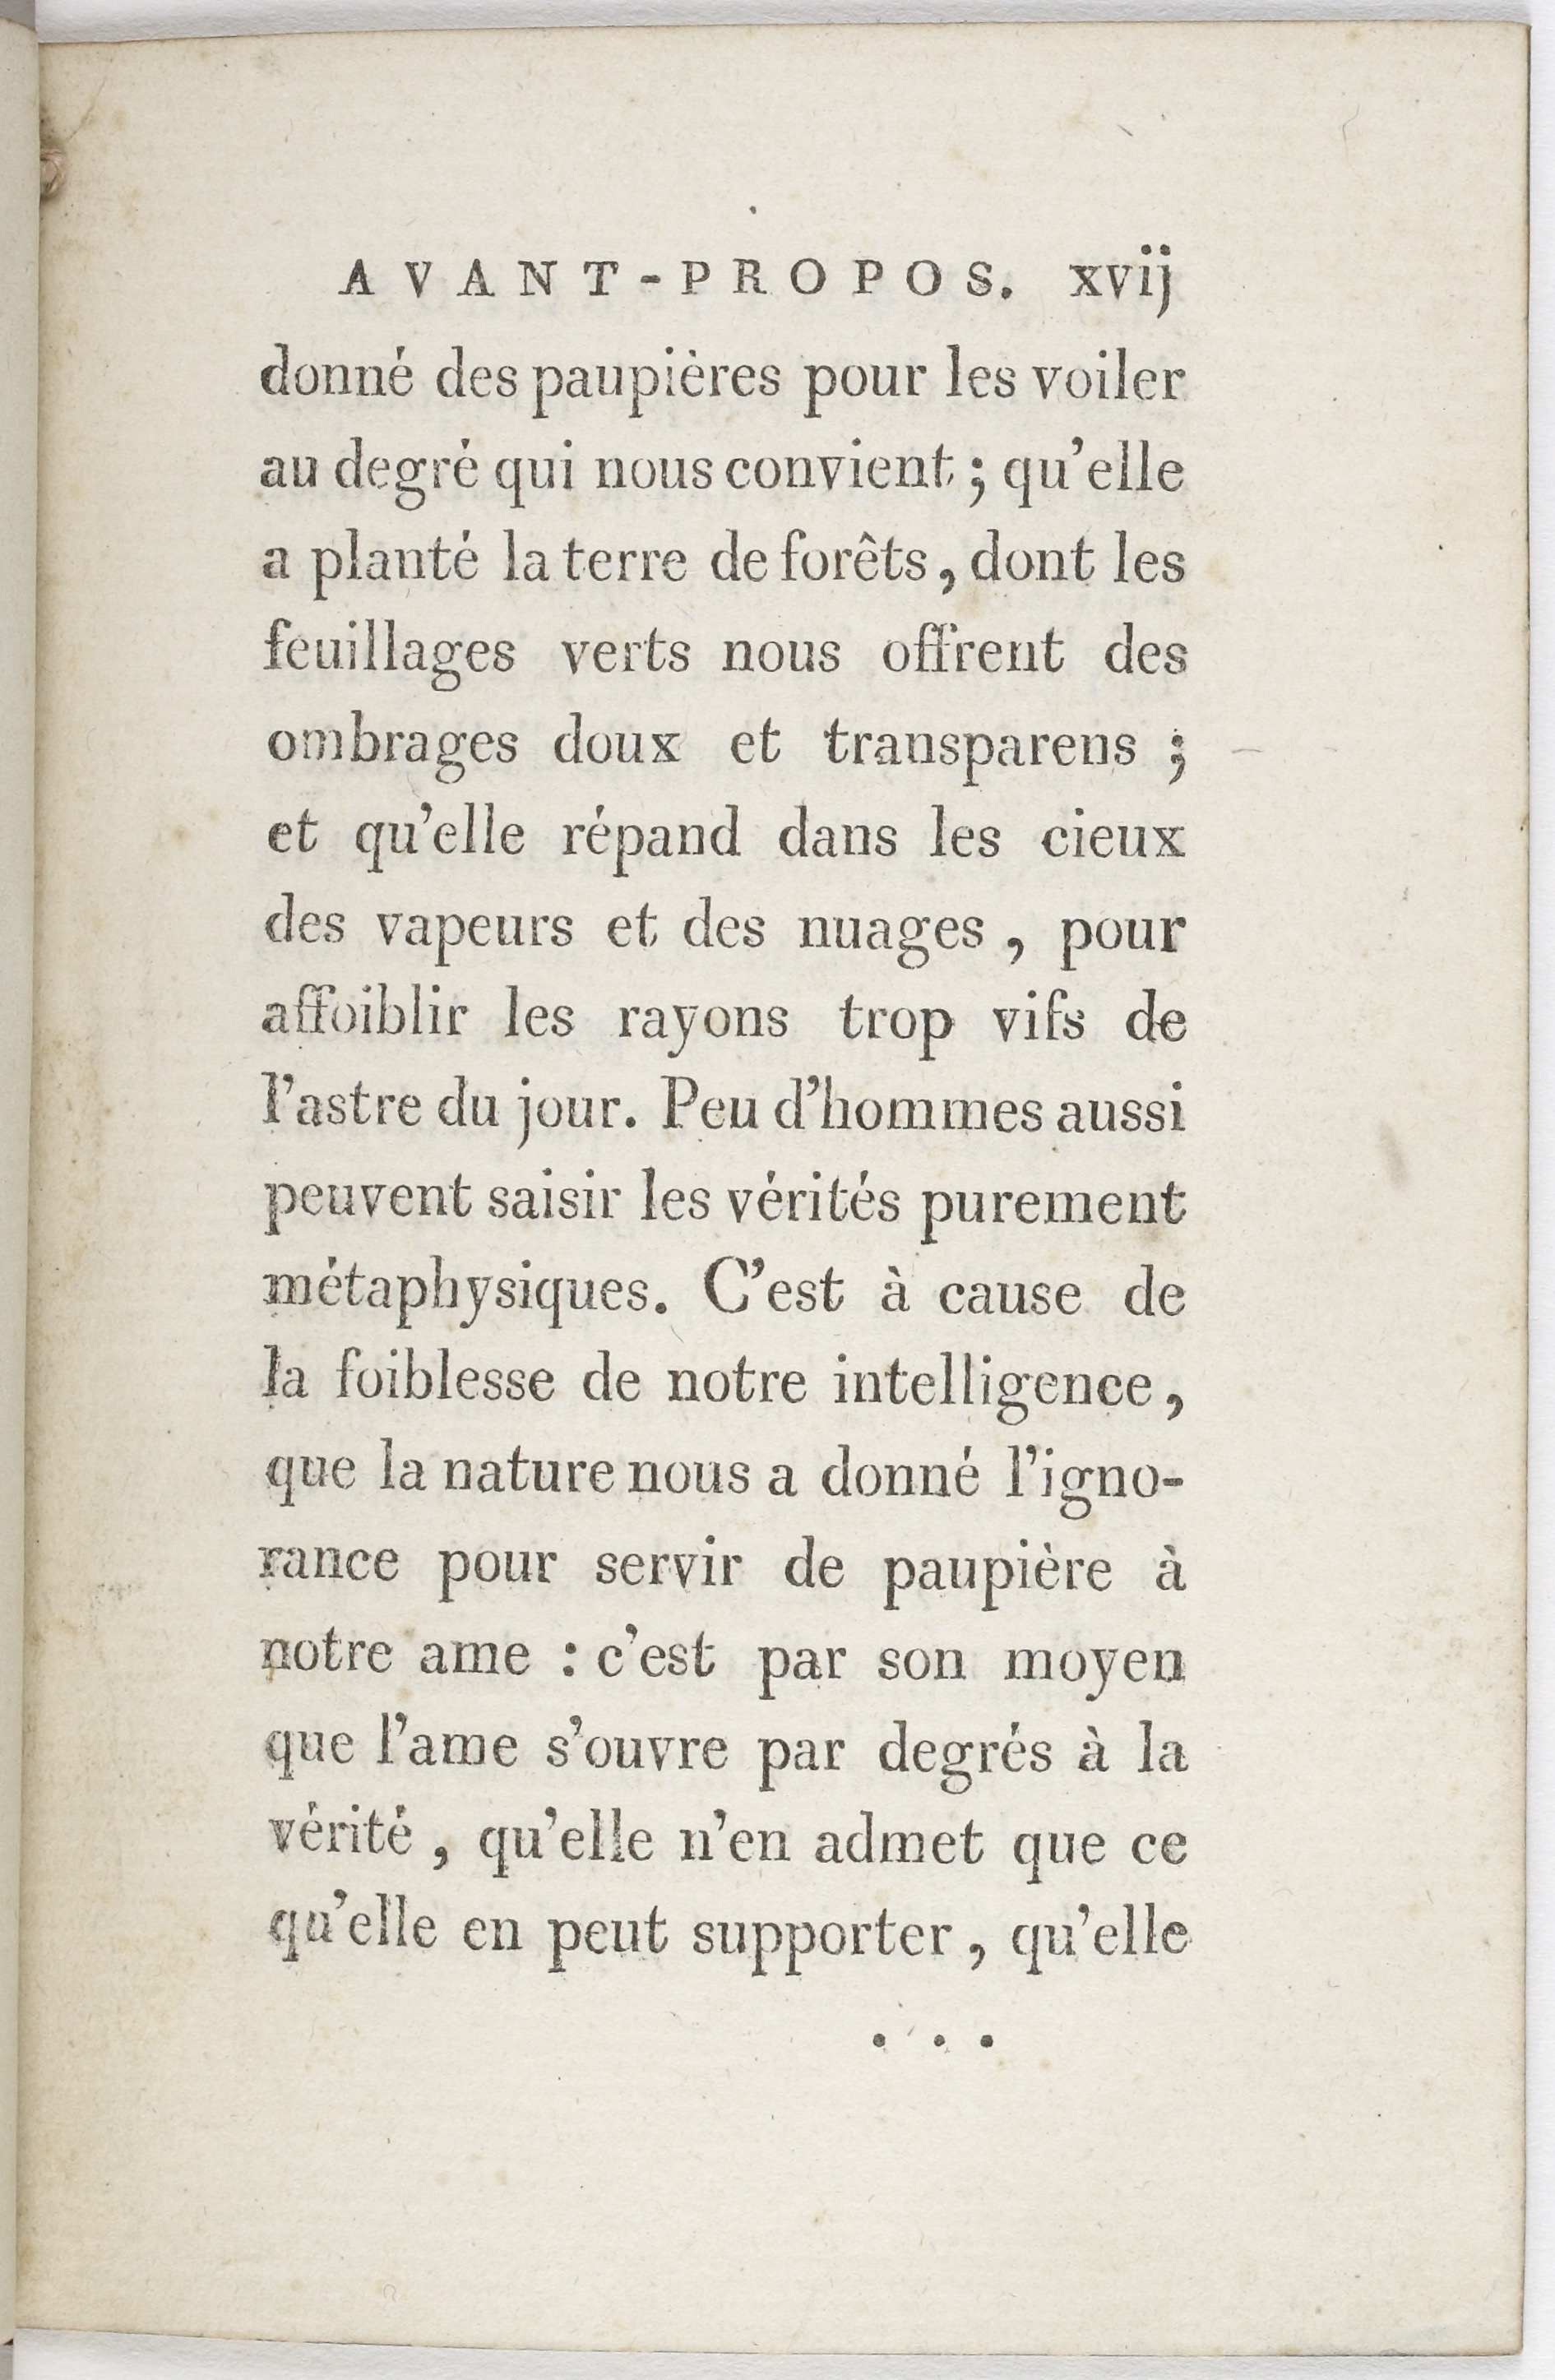 AVANT-PROPOS. xvij
donné des paupières pour les voiler
au degré qui nous convient ; qu'elle
a planté la terre de forêts, dont les
feuillages verts nous offrent des
ombrages doux et transparens ;
et qu'elle répand dans les cieux
des vapeurs et des nuages , pour
affoiblir les rayons trop vifs de
l'astre du jour. Peu d'hommes aussi
peuvent saisir les vérités purement
métaphysiques. C'est à cause de
la foiblesse de notre intelligence,
que la nature nous a donné l'igno-
rance pour servir de paupière à
notre ame : c'est par son moyen
que l'ame s'ouvre par degrés à la
vérité , qu'elle n'en admet que ce
qu'elle en peut supporter , qu'elle
. . .